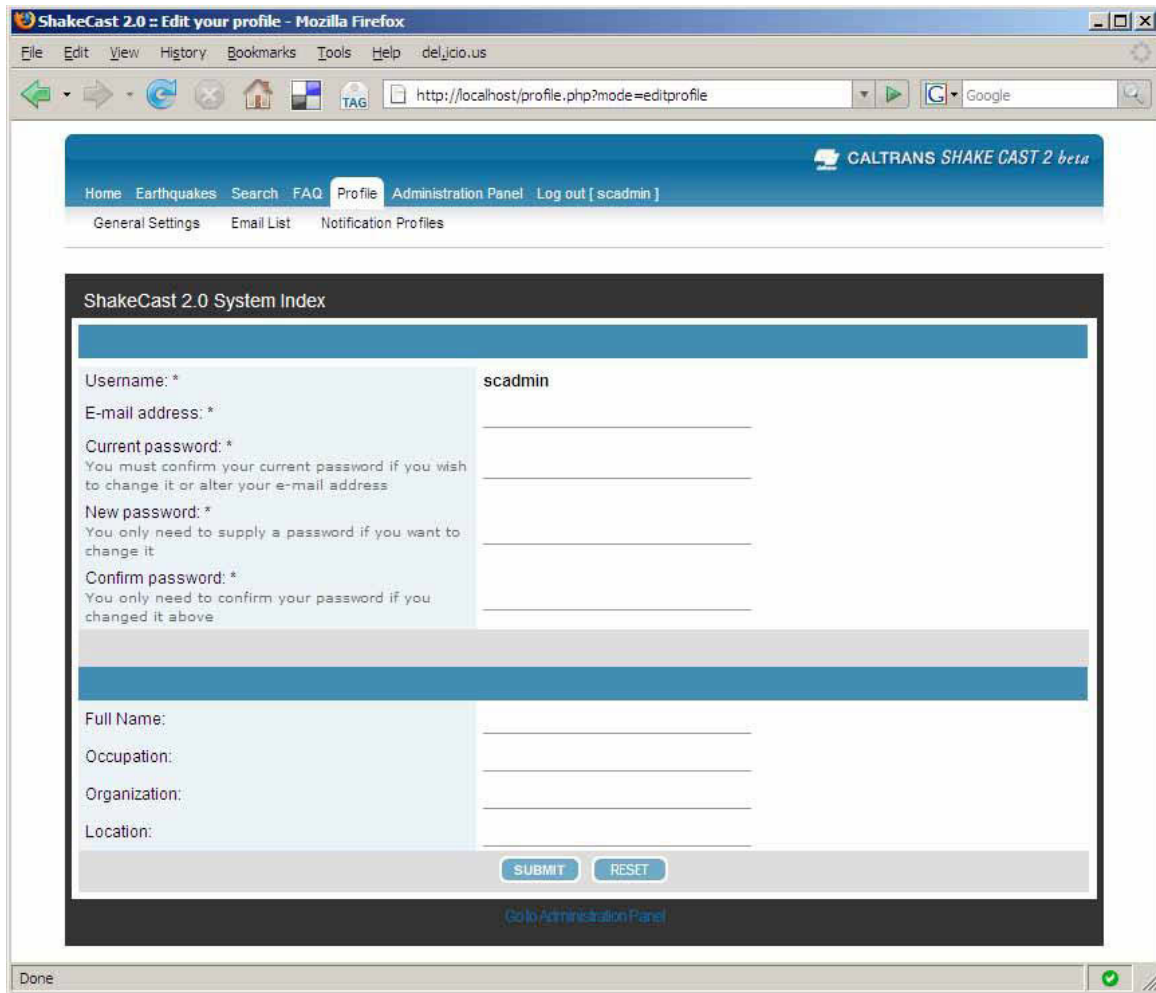 ShakeCast 2.0 :: Edit your profile - Mozilla Firefox
File Edit View History Bookmarks Tools Help del.icio.us
TAG http://localhost/profile.php?mode=editprofile G Google
CALTRANS SHAKE CAST 2 beta
Home Earthquakes Search FAQ Profile Administration Panel Log out [ scadmin ]
General Settings Email List Notification Profiles
ShakeCast 2.0 System Index
Username: * scadmin
E-mail address: *
Current password: *
You must confirm your current password if you wish
to change it or alter your e-mail address
New password: *
You only need to supply a password if you want to
change it
Confirm password: *
You only need to confirm your password if you
changed it above
Full Name:
Occupation:
Organization:
Location:
SUBMIT RESET
Go to Administration Panel
Done